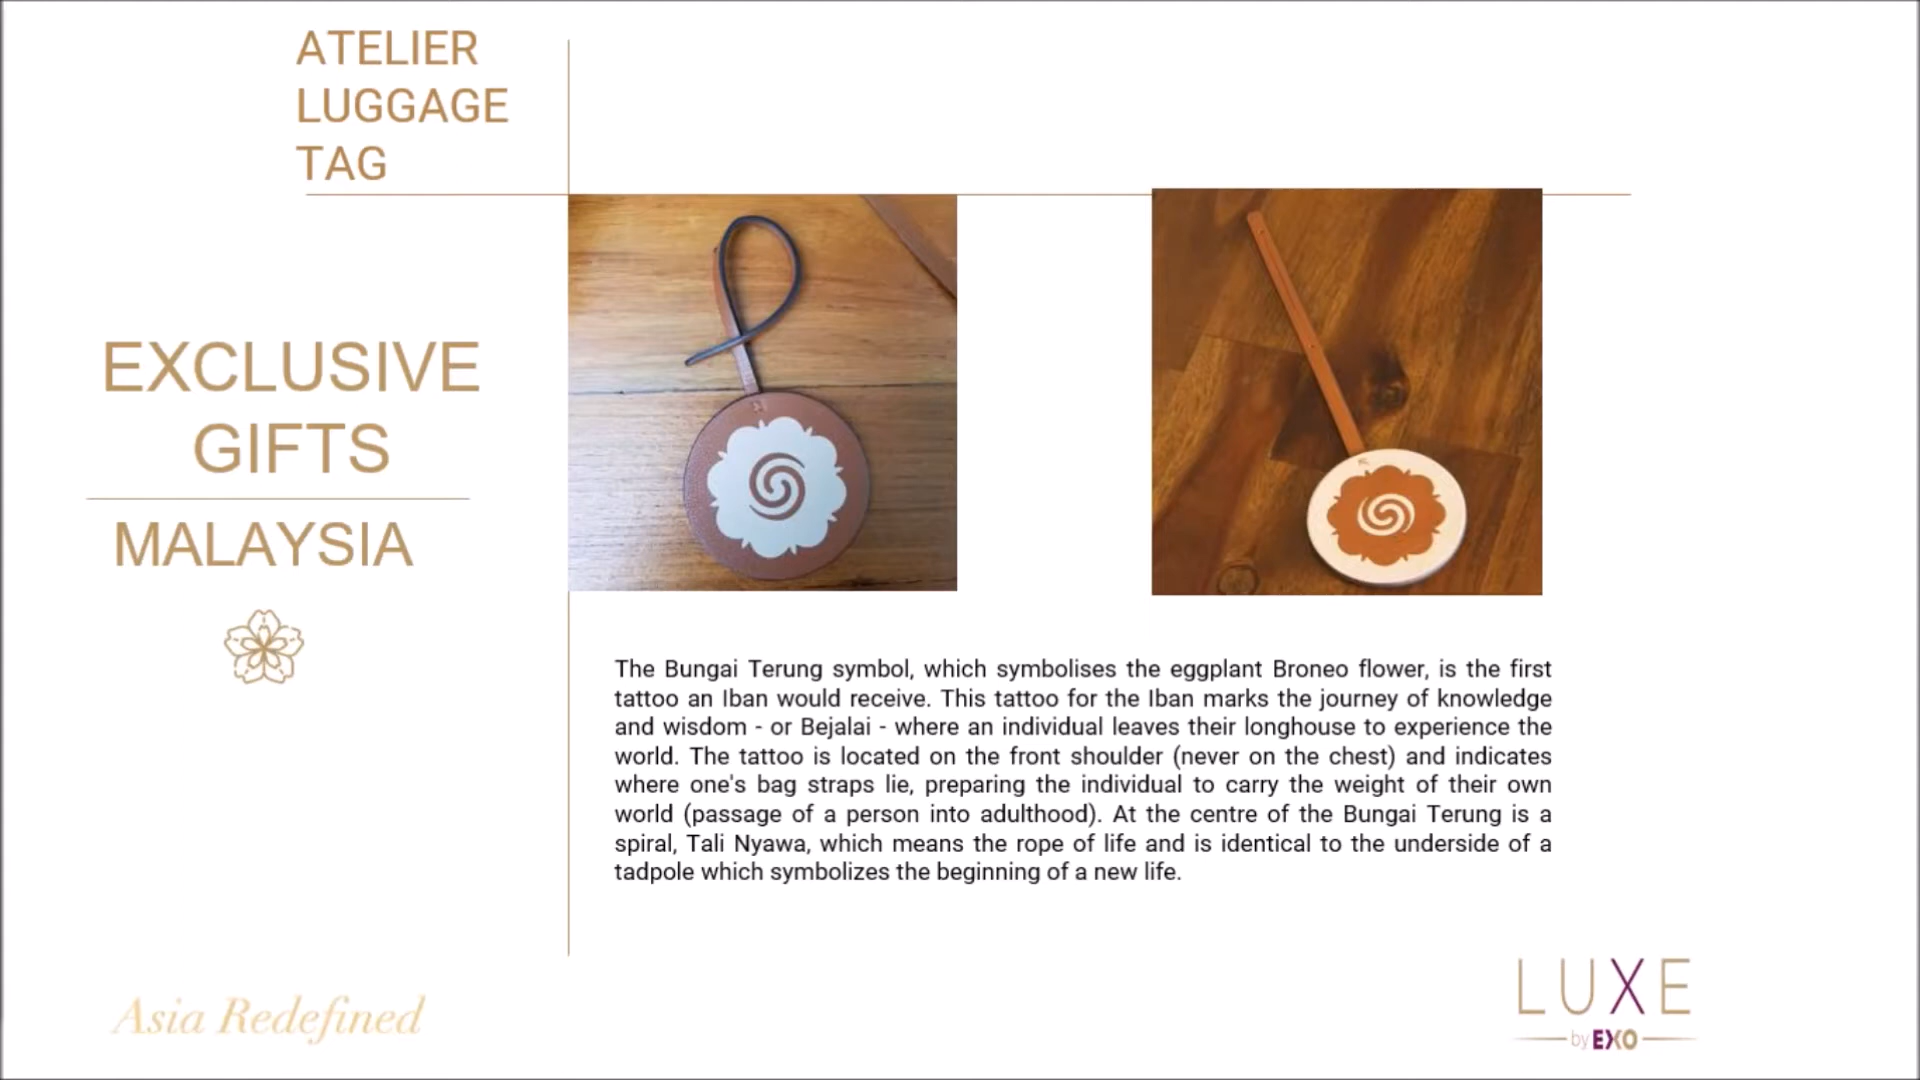 ATELIER
LUGGAGE
TAG
EXCLUSIVE
GIFTS
MALAYSIA
The Bungai Terung symbol, which symbolises the eggplant Broneo flower, is the first
tattoo an Iban would receive. This tattoo for the Iban marks the journey of knowledge
and wisdom - or Bejalai - where an individual leaves their longhouse to experience the
world. The tattoo is located on the front shoulder (never on the chest) and indicates
where one's bag straps lie, preparing the individual to carry the weight of their own
world (passage of a person into adulthood). At the centre of the Bungai Terung is a
spiral, Tali Nyawa, which means the rope of life and is identical to the underside of a
tadpole which symbolizes the beginning of a new life.
Asia Redefined
LUXE
by EXO